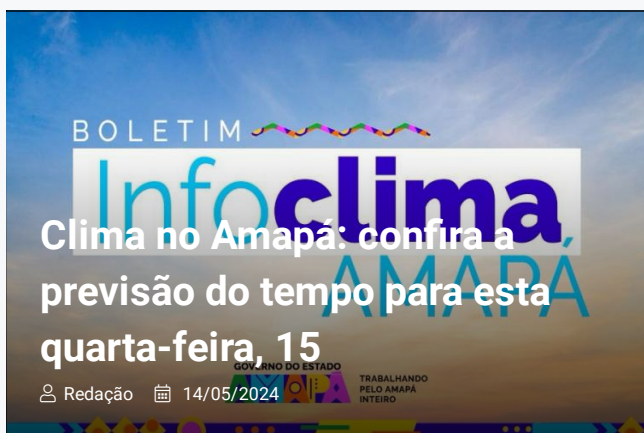 BOLETIM
Infoclima
AMAPÁ
Clima no Amapá: confira a
previsão do tempo para esta
quarta-feira, 15
GOVERNO DO ESTADO
AMAPÁ
TRABALHANDO
PELO AMAPÁ
INTEIRO
Redação 14/05/2024